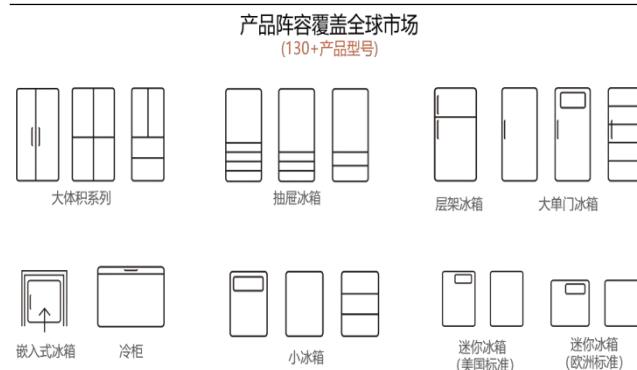 产品阵容覆盖全球市场
(130+产品型号)
大体积系列
抽屉冰箱
层架冰箱
大单门冰箱
嵌入式冰箱
冷柜
小冰箱
迷你冰箱
(美国标准)
迷你冰箱
(欧洲标准)